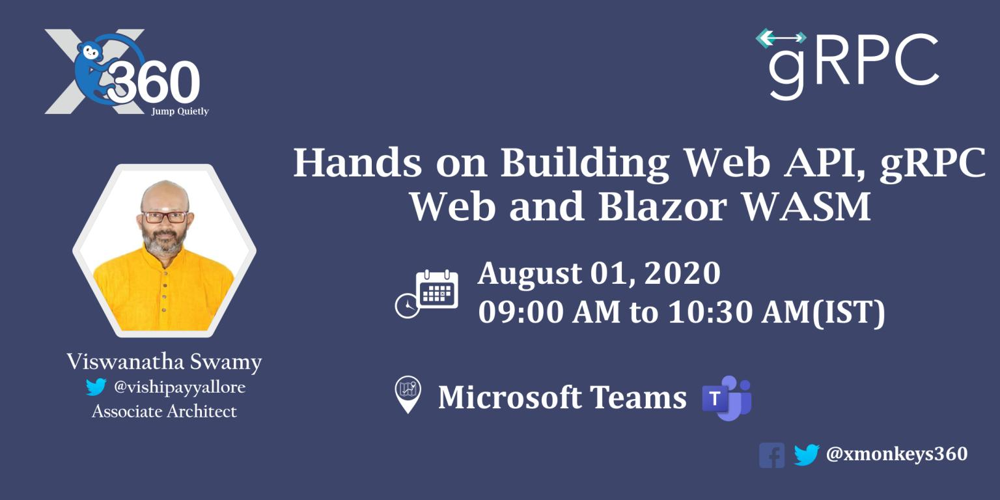 X
360
Jump Quietly
gRPC
Hands on Building Web API, gRPC
Web and Blazor WASM
August 01, 2020
09:00 AM to 10:30 AM(IST)
Viswanatha Swamy
@vishipayyallore
Associate Architect
Microsoft Teams
T
@xmonkeys360